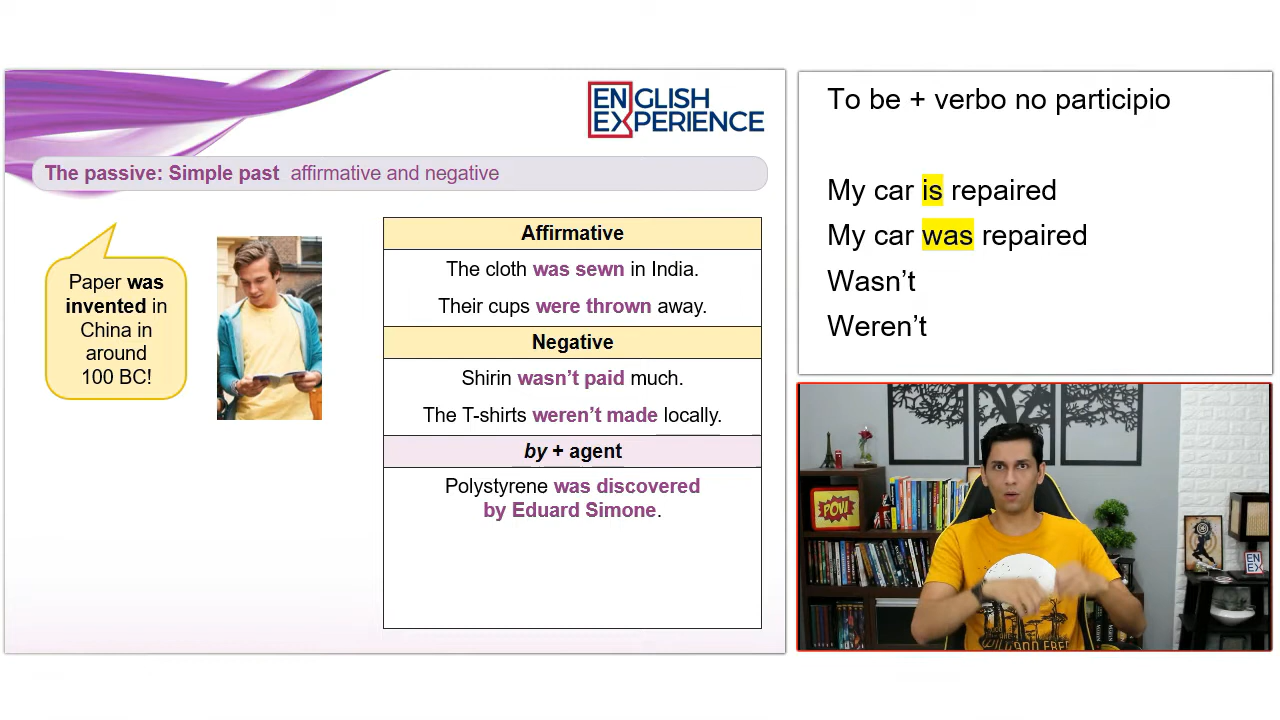 ENGLISH
EXPERIENCE
The passive: Simple past affirmative and negative
Paper was
invented in
China in
around
100 BC!
Affirmative
The cloth was sewn in India.
Their cups were thrown away.
Negative
Shirin wasn’t paid much.
The T-shirts weren’t made locally.
by + agent
Polystyrene was discovered
by Eduard Simone.
To be + verbo no participio
My car is repaired
My car was repaired
Wasn’t
Weren’t
POW!
EN
EX